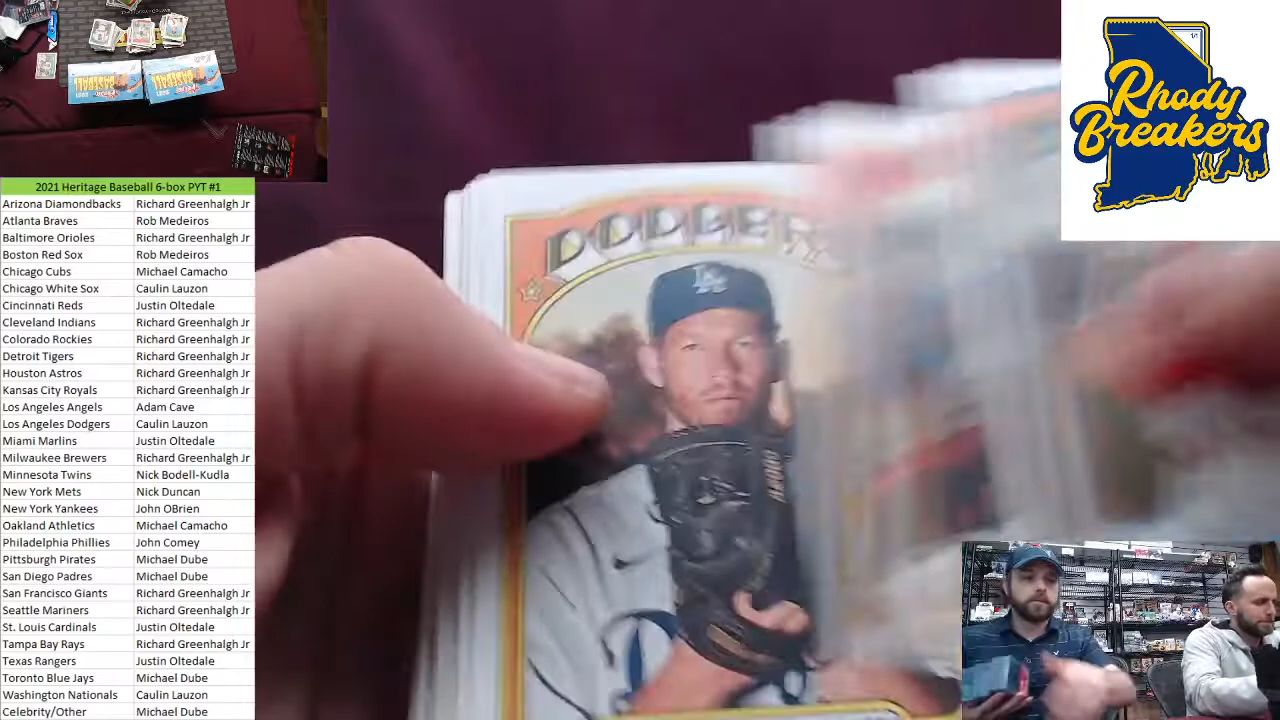 2021 Heritage Baseball 6-box PYT #1
Arizona Diamondbacks Richard Greenhalgh Jr
Atlanta Braves Rob Medeiros
Baltimore Orioles Richard Greenhalgh Jr
Boston Red Sox Rob Medeiros
Chicago Cubs Michael Camacho
Chicago White Sox Caulin Lauzon
Cincinnati Reds Justin Oltedale
Cleveland Indians Richard Greenhalgh Jr
Colorado Rockies Richard Greenhalgh Jr
Detroit Tigers Richard Greenhalgh Jr
Houston Astros Richard Greenhalgh Jr
Kansas City Royals Richard Greenhalgh Jr
Los Angeles Angels Adam Cave
Los Angeles Dodgers Caulin Lauzon
Miami Marlins Justin Oltedale
Milwaukee Brewers Richard Greenhalgh Jr
Minnesota Twins Nick Bodell-Kudla
New York Mets Nick Duncan
New York Yankees John OBrien
Oakland Athletics Michael Camacho
Philadelphia Phillies John Comey
Pittsburgh Pirates Michael Dube
San Diego Padres Michael Dube
San Francisco Giants Richard Greenhalgh Jr
Seattle Mariners Richard Greenhalgh Jr
St. Louis Cardinals Justin Oltedale
Tampa Bay Rays Richard Greenhalgh Jr
Texas Rangers Justin Oltedale
Toronto Blue Jays Michael Dube
Washington Nationals Caulin Lauzon
Celebrity/Other Michael Dube
DODGER
LA
Rhody
Breakers
1/1
BASEBALL
BASEBALL